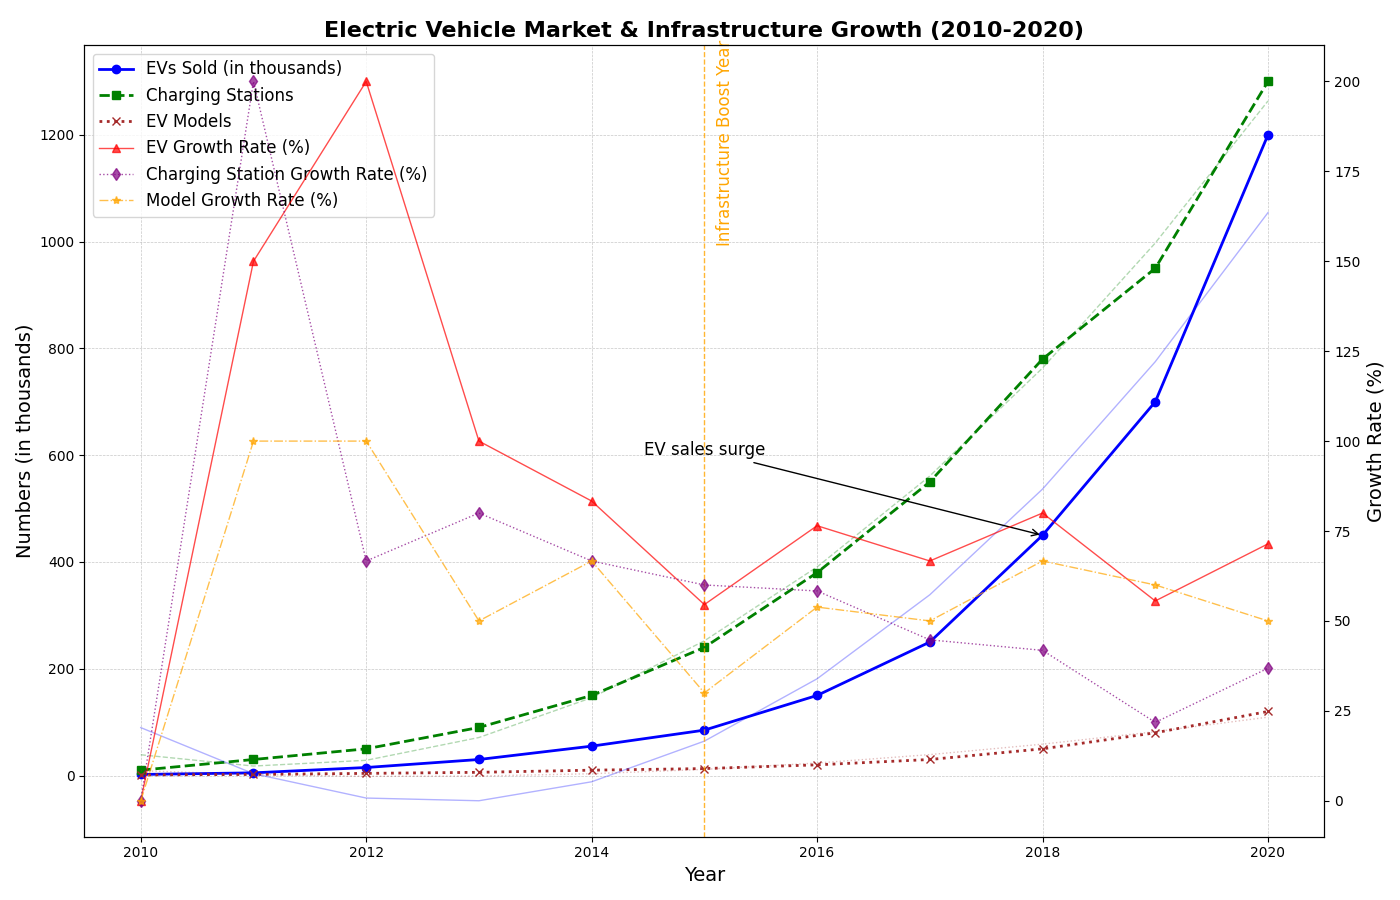 Electric Vehicle Market & Infrastructure Growth (2010-2020)
EVs Sold (in thousands)
Charging Stations
EV Models
EV Growth Rate (%)
Charging Station Growth Rate (%)
Model Growth Rate (%)
Infrastructure Boost Year
EV sales surge
Numbers (in thousands)
1200
1000
800
600
400
200
0
Growth Rate (%)
200
175
150
125
100
75
50
25
0
2010
2012
2014
2016
2018
2020
Year